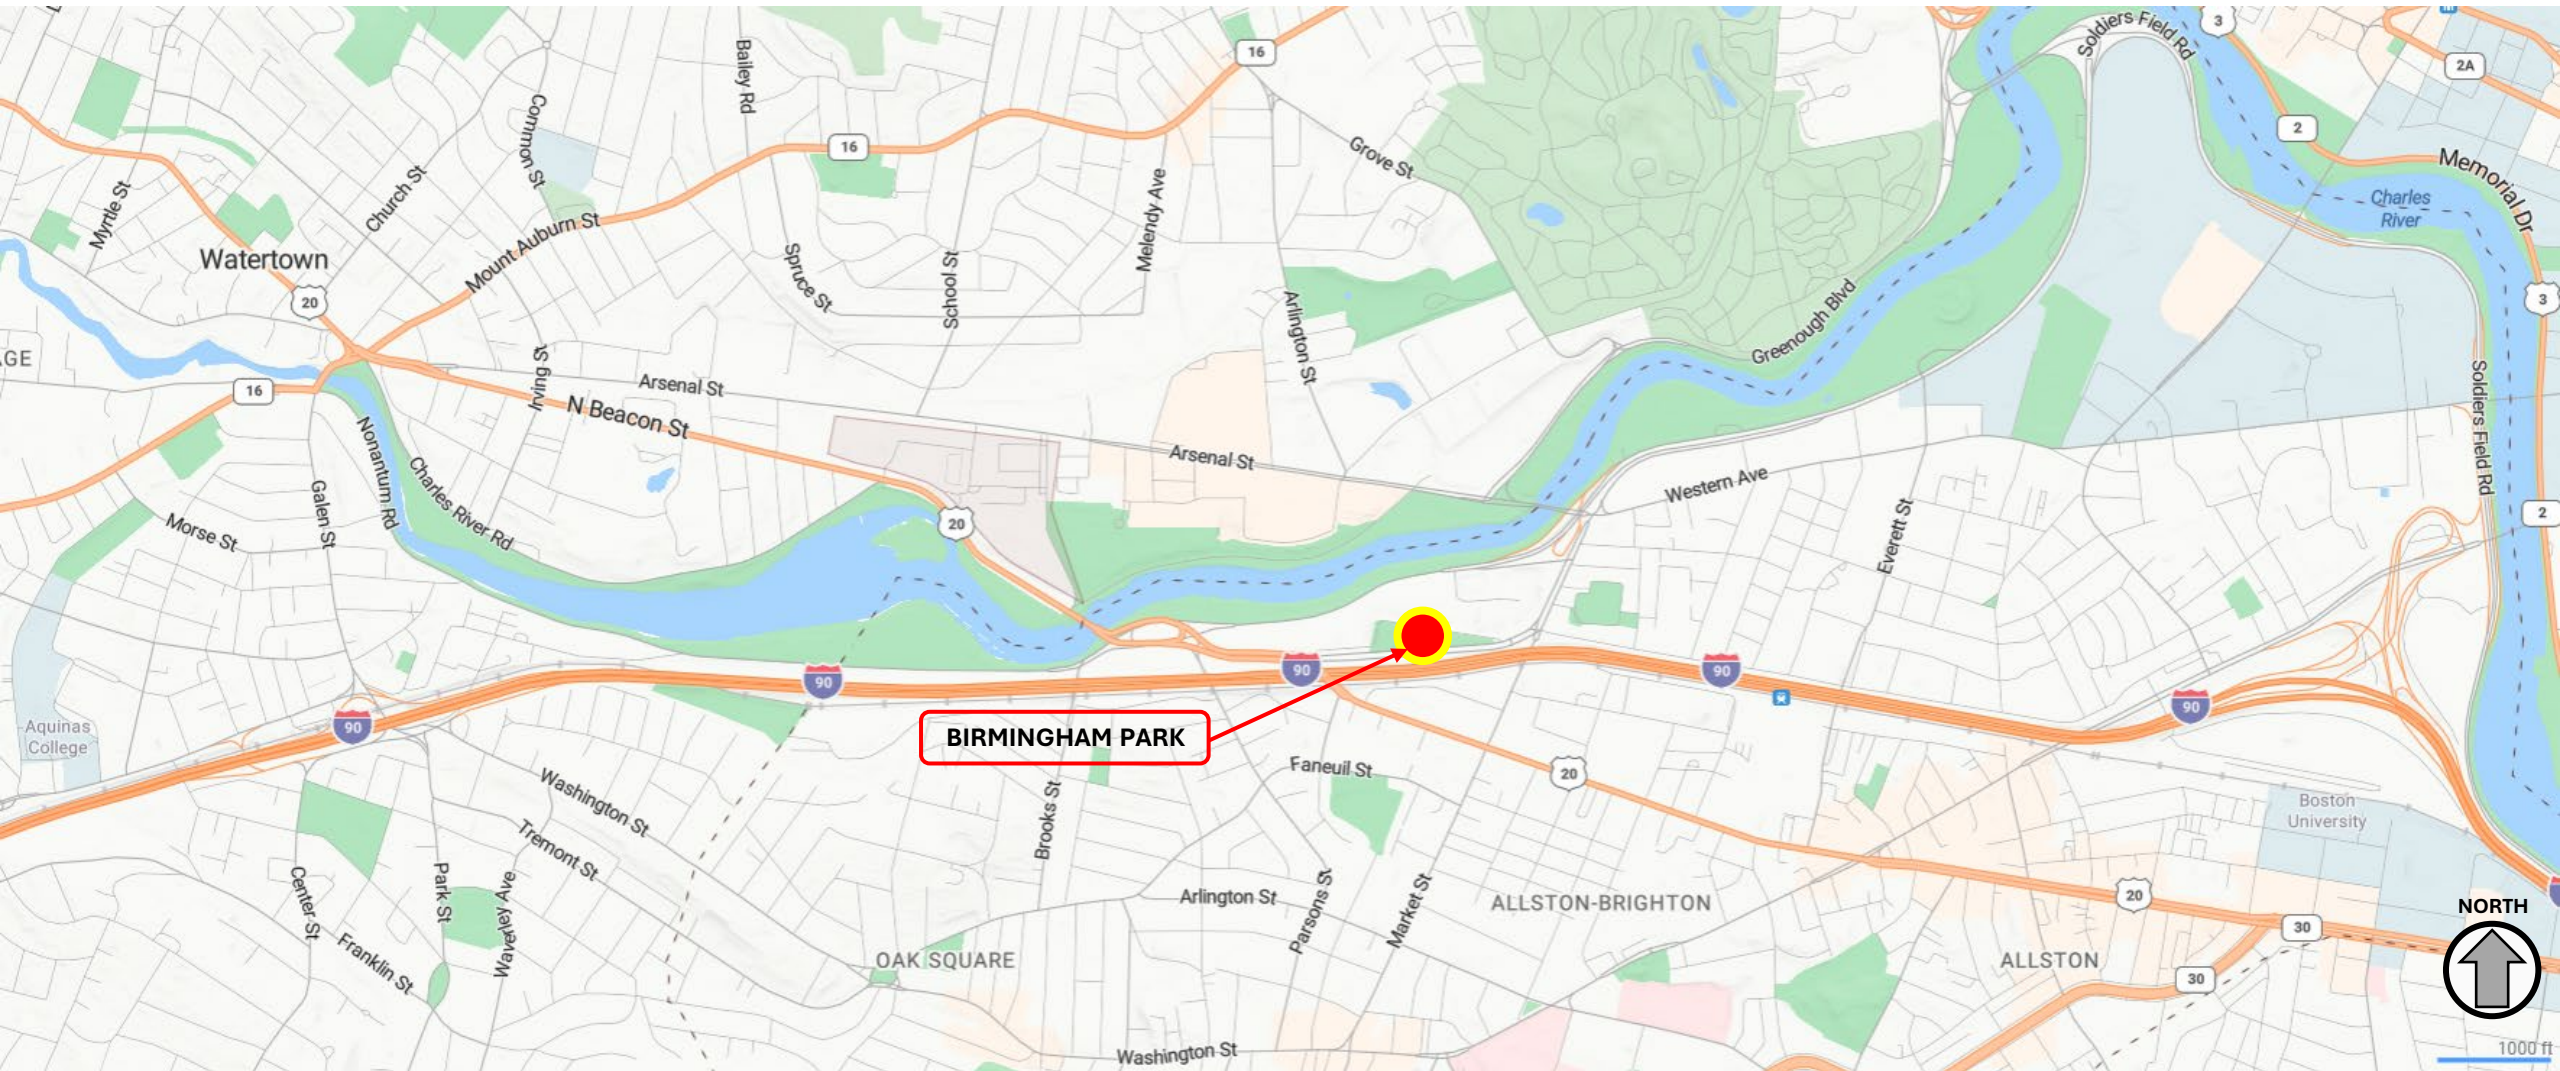 Soldiers Field Rd
3
2A
16
Bailey Rd
Common St
2
16
Grove St
Memorial Dr
Church St
Myrtle St
Melendy Ave
Charles
River
Mount Auburn St
Watertown
Spruce St
School St
20
Arlington St
Greenough Blvd
3
AGE
16
Irving St
Arsenal St
N Beacon St
Soldiers Field Rd
Nonantum Rd
Arsenal St
Western Ave
Charles River Rd
Galen St
Morse St
20
Everett St
2
90
90
90
90
90
Aquinas
College
BIRMINGHAM PARK
Faneuil St
20
Washington St
Brooks St
Boston
University
Tremont St
Center St
Park St
Waverley Ave
Arlington St
Parsons St
Market St
ALLSTON-BRIGHTON
20
NORTH
30
Franklin St
OAK SQUARE
ALLSTON
30
Washington St
1000 ft